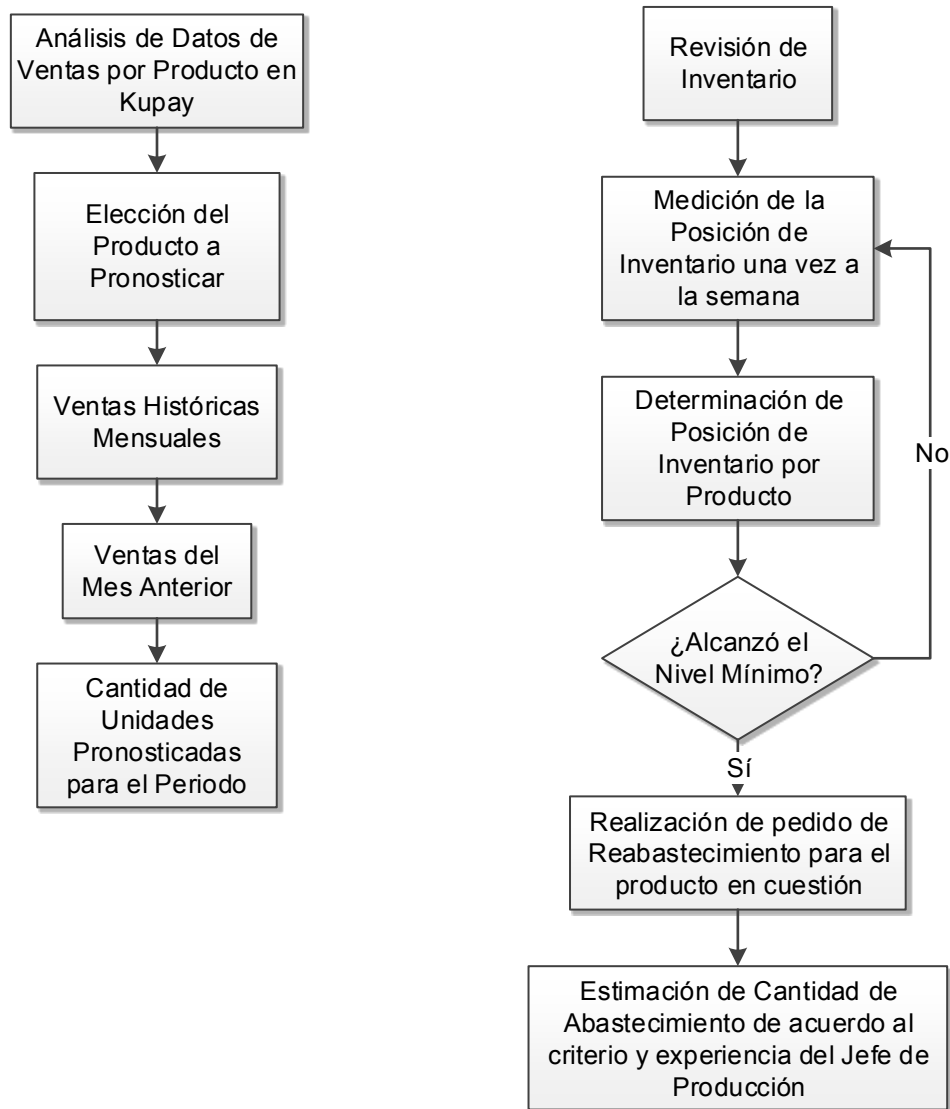 Análisis de Datos de
Ventas por Producto en
Kupay
Elección del
Producto a
Pronosticar
Ventas Históricas
Mensuales
Ventas del
Mes Anterior
Cantidad de
Unidades
Pronosticadas
para el Periodo
Revisión de
Inventario
Medición de la
Posición de
Inventario una vez a
la semana
Determinación de
Posición de
Inventario por
Producto
¿Alcanzó el
Nivel Mínimo?
No
Sí
Realización de pedido de
Reabastecimiento para el
producto en cuestión
Estimación de Cantidad de
Abastecimiento de acuerdo al
criterio y experiencia del Jefe de
Producción